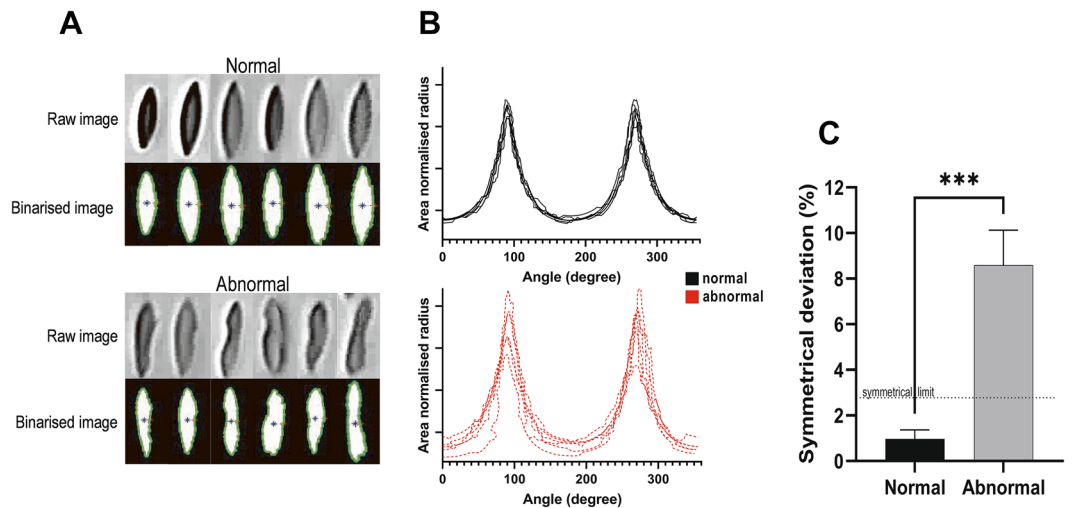 A
Normal
Raw image
Binarised image
Abnormal
Raw image
Binarised image
B
Area normalised radius
0
100
200
300
Angle (degree)
normal
abnormal
Area normalised radius
0
100
200
300
Angle (degree)
C
***
Symmetrical deviation (%)
12
10
8
6
4
2
0
symmetrical limit
Normal
Abnormal